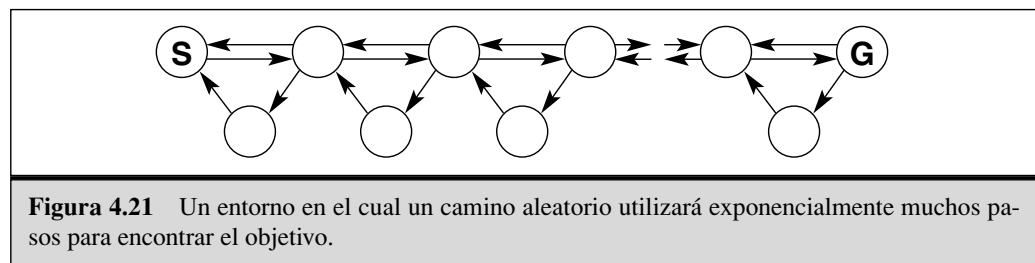 S G
Figura 4.21 Un entorno en el cual un camino aleatorio utilizará exponencialmente muchos pa-
sos para encontrar el objetivo.